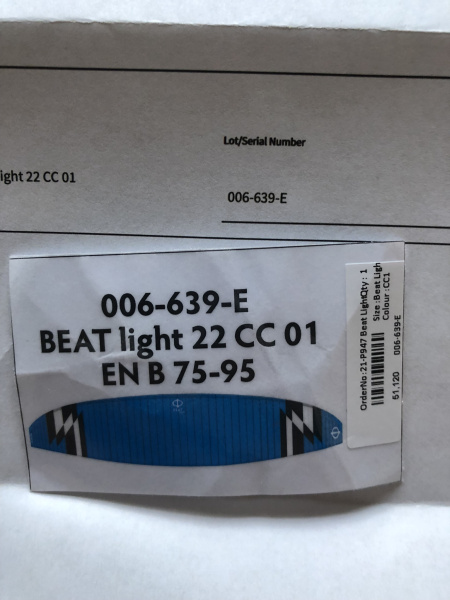 Lot/Serial Number
ight 22 CC 01
006-639-E
006-639-E
BEAT light 22 CC 01
EN B 75-95
OrderNo :21-P947 Beat LightQty : 1
Size :Beat Ligh
Colour :CC1
61,120 006-639-E